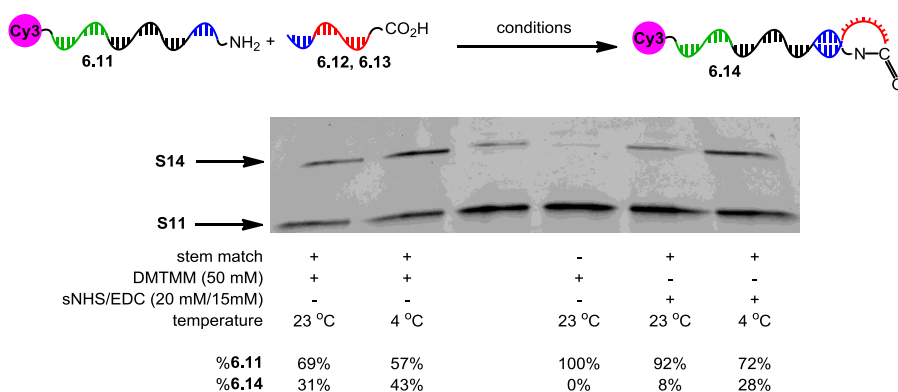 conditions
Cy3 NH2 + CO2H Cy3 N C
O
6.11 6.12, 6.13 6.14
S14
S11
stem match + + - + +
DMTMM (50 mM) + + + - -
sNHS/EDC (20 mM/15mM) - - - + +
temperature 23 °C 4 °C 23 °C 23 °C 4 °C
%6.11 69% 57% 100% 92% 72%
%6.14 31% 43% 0% 8% 28%